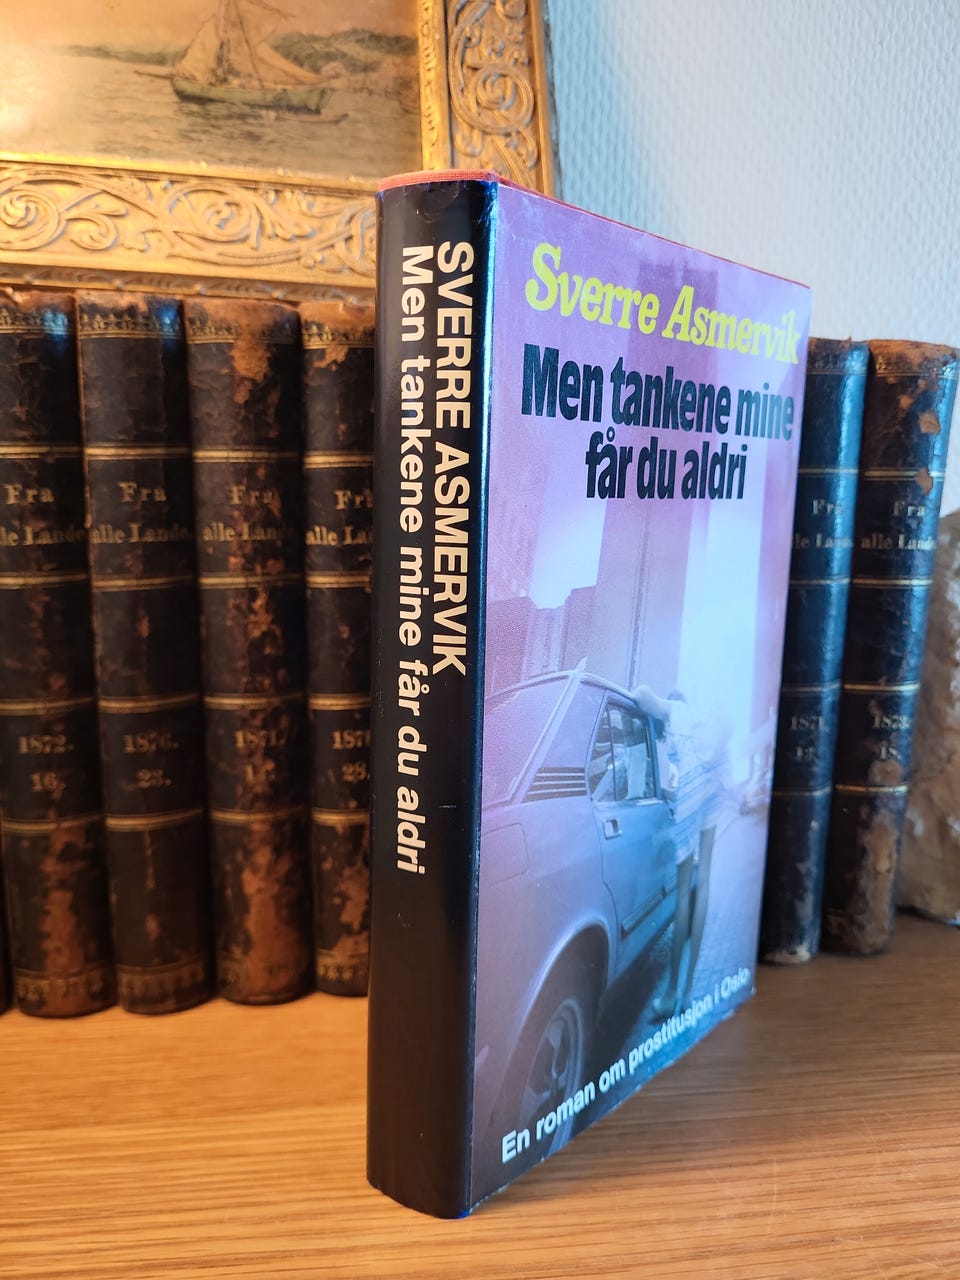 SVERRE ASMERVIK
Men tankene mine får du aldri
Sverre Asmervik
Men tankene mine
får du aldri
En roman om prostitusjon i Oslo
Fra
alle Lande
1872.
16.
Fra
alle Lande
1876.
23.
Fra
alle Lande
Fra
alle
Fra
Fra
alle Lande